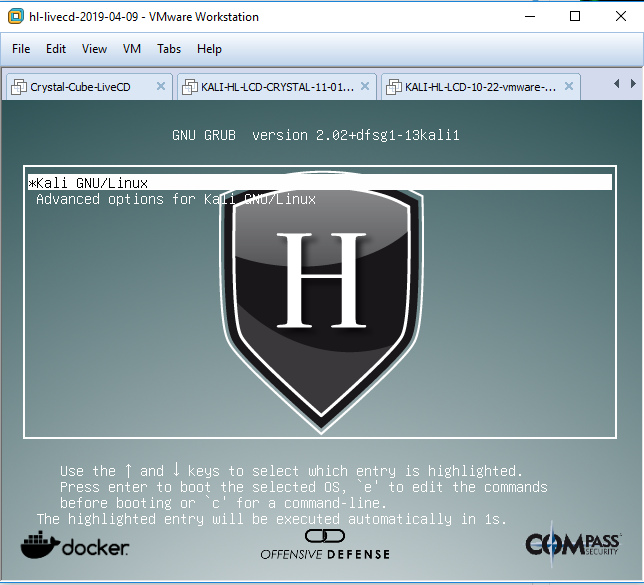 hl-livecd-2019-04-09 - VMware Workstation
File Edit View VM Tabs Help
Crystal-Cube-LiveCD KALI-HL-LCD-CRYSTAL-11-01... KALI-HL-LCD-10-22-vmware-...
GNU GRUB version 2.02+dfsg1-13kali1
*Kali GNU/Linux
Advanced options for Kali GNU/Linux
H
Use the ↑ and ↓ keys to select which entry is highlighted.
Press enter to boot the selected OS, `e' to edit the commands
before booting or `c' for a command-line.
The highlighted entry will be executed automatically in 1s.
docker
OFFENSIVE DEFENSE
COMPASS
SECURITY